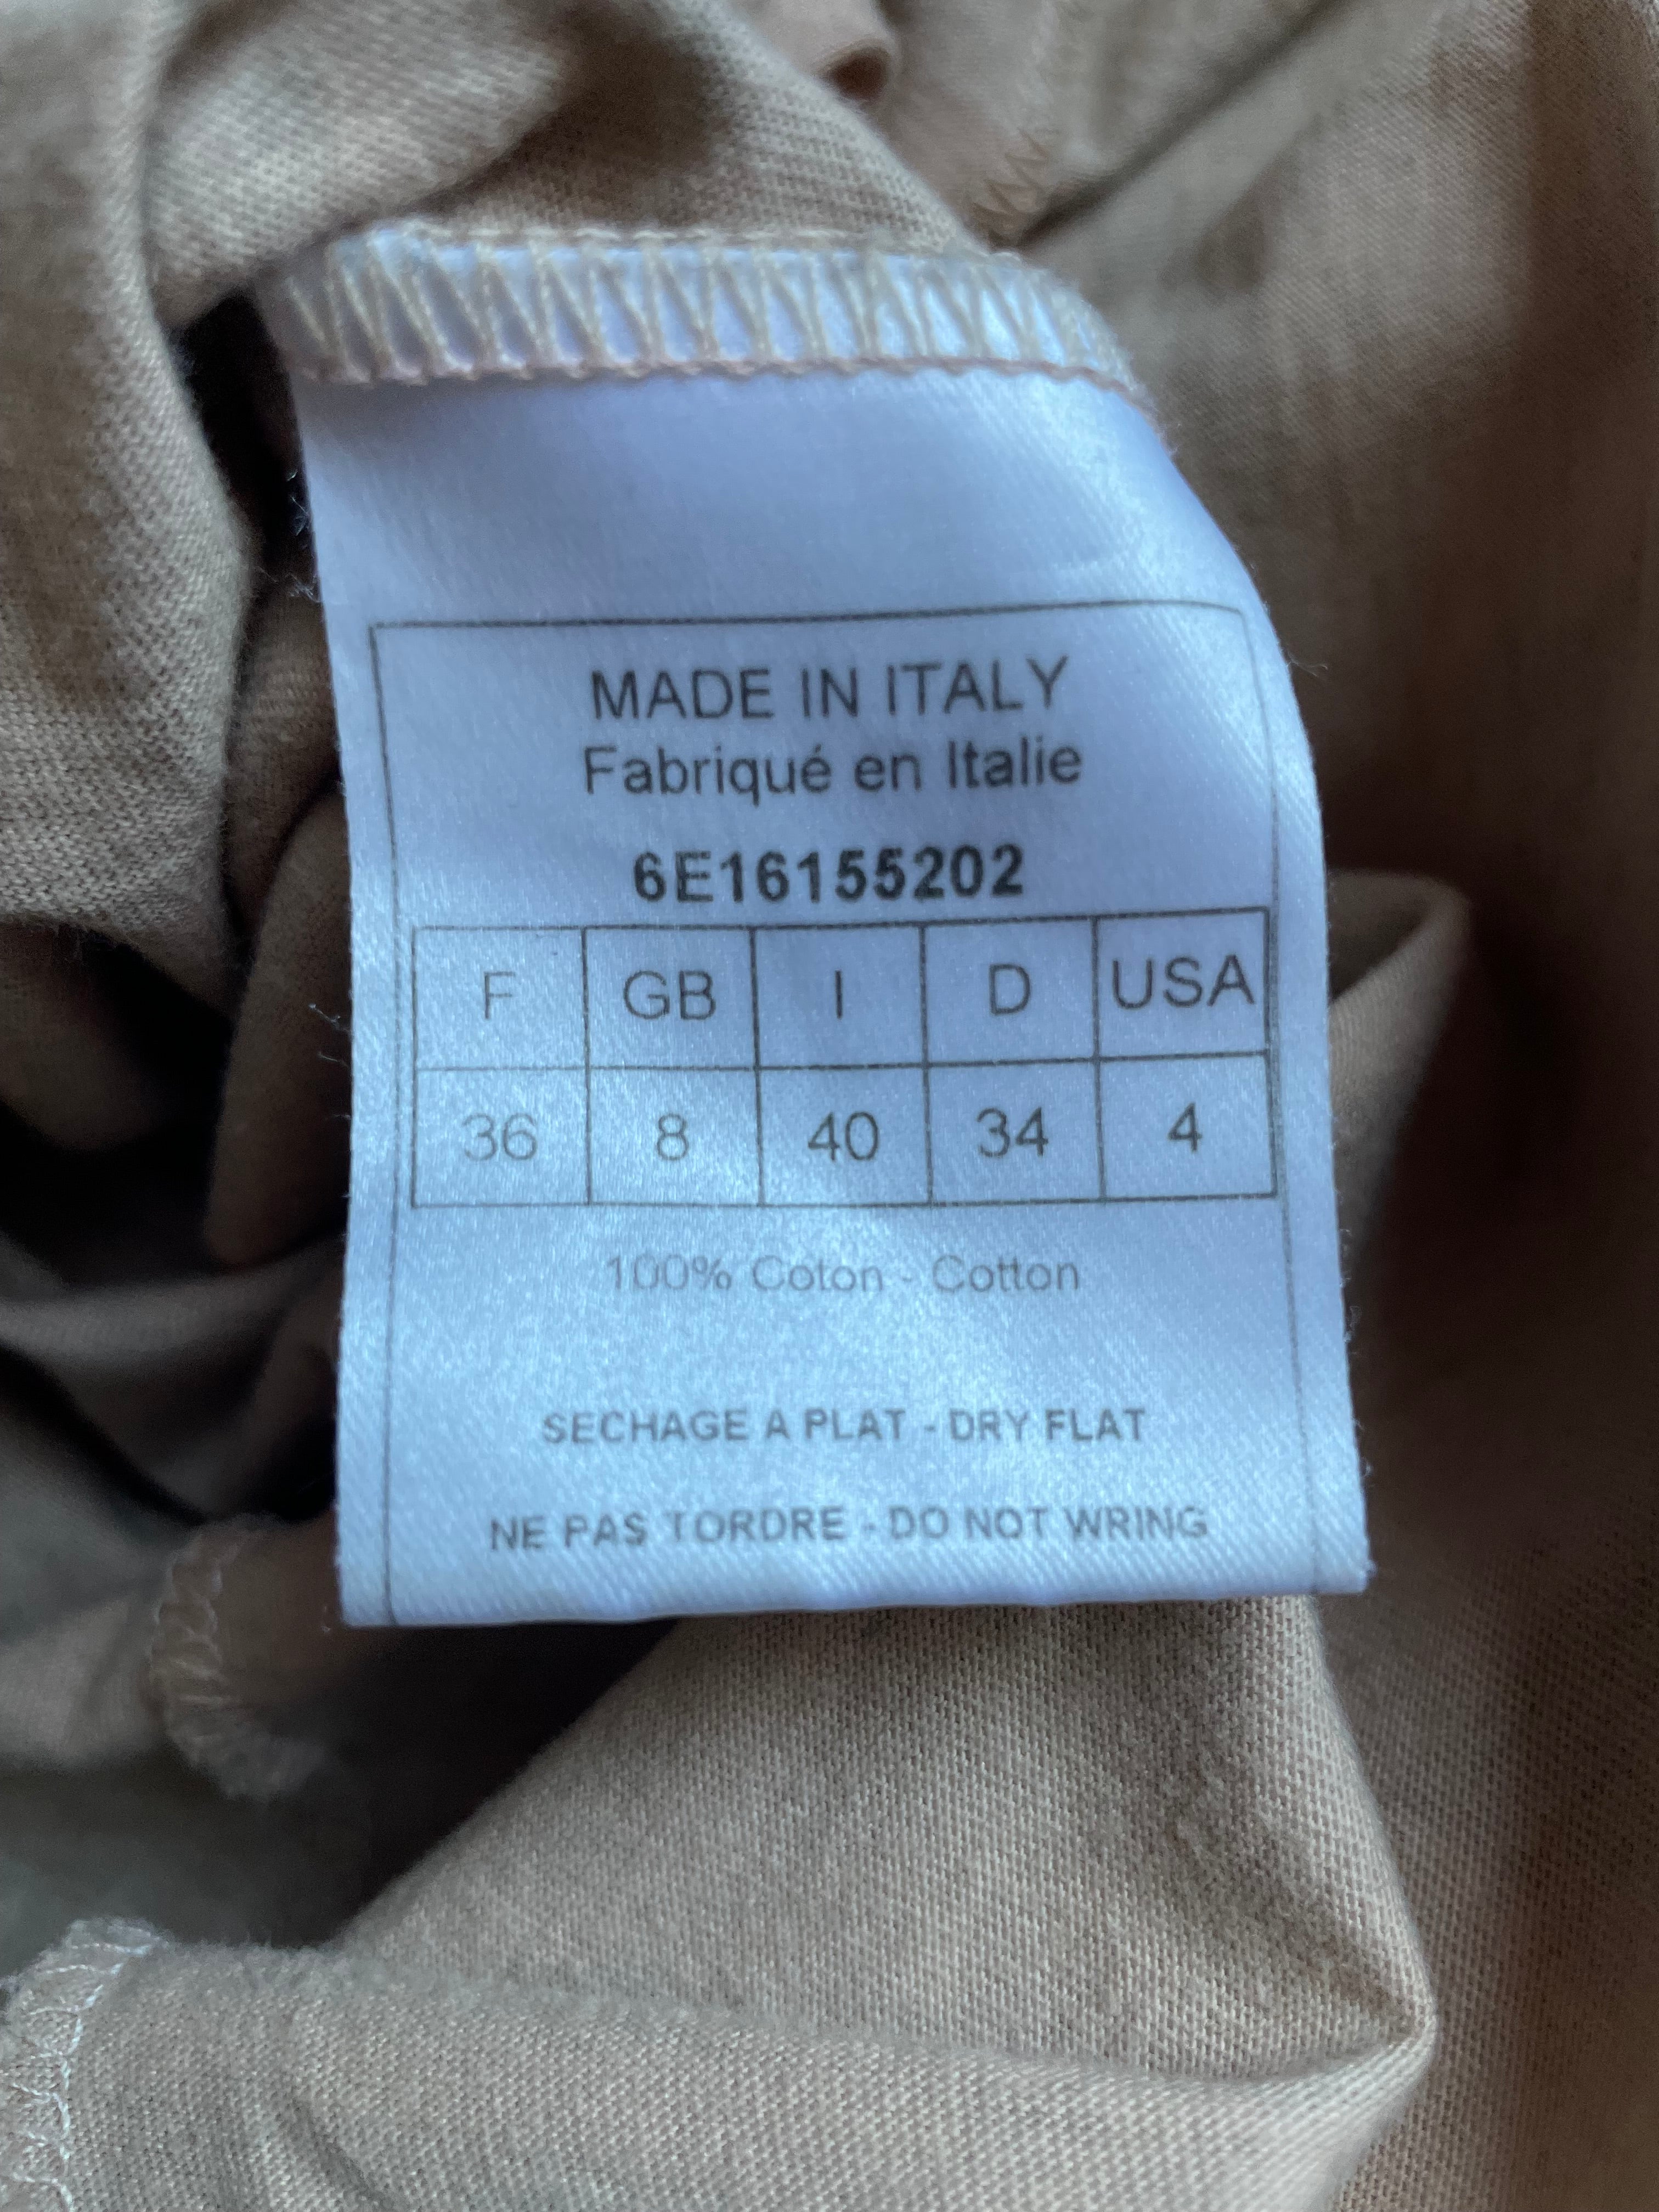 MADE IN ITALY
Fabriqué en Italie
6E16155202
F GB I D USA
36 8 40 34 4
100% Coton - Cotton
SECHAGE A PLAT - DRY FLAT
NE PAS TORDRE - DO NOT WRING